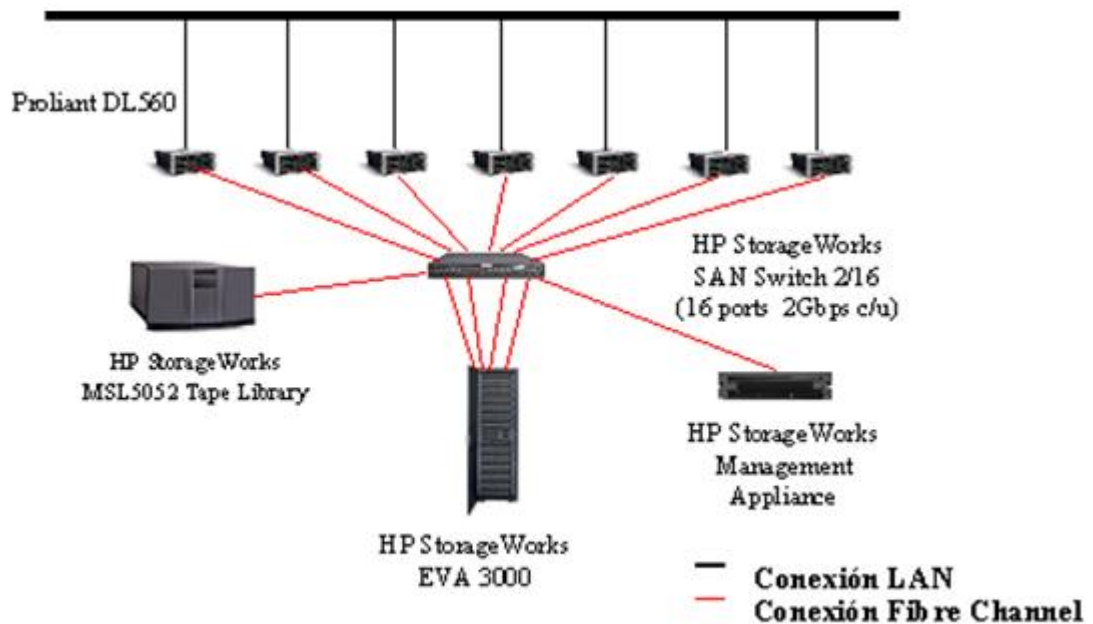 Proliant DL560
HP StorageWorks
SAN Switch 2/16
(16 ports 2Gbps c/u)
HP StorageWorks
MSL5052 Tape Library
HP StorageWorks
Management
Appliance
HP StorageWorks
EVA 3000
Conexión LAN
Conexión Fibre Channel